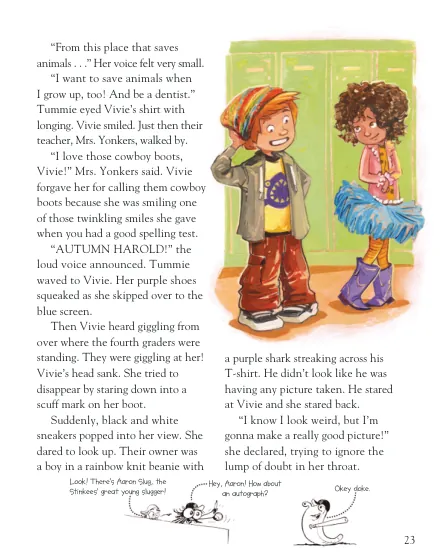 “From this place that saves
animals . . .” Her voice felt very small.
“I want to save animals when
I grow up, too! And be a dentist.”
Tummie eyed Vivie’s shirt with
longing. Vivie smiled. Just then their
teacher, Mrs. Yonkers, walked by.
“I love those cowboy boots,
Vivie!” Mrs. Yonkers said. Vivie
forgave her for calling them cowboy
boots because she was smiling one
of those twinkling smiles she gave
when you had a good spelling test.
“AUTUMN HAROLD!” the
loud voice announced. Tummie
waved to Vivie. Her purple shoes
squeaked as she skipped over to the
blue screen.
Then Vivie heard giggling from
over where the fourth graders were
standing. They were giggling at her!
Vivie’s head sank. She tried to
disappear by staring down into a
scuff mark on her boot.
Suddenly, black and white
sneakers popped into her view. She
dared to look up. Their owner was
a boy in a rainbow knit beanie with
a purple shark streaking across his
T-shirt. He didn’t look like he was
having any picture taken. He stared
at Vivie and she stared back.
“I know I look weird, but I’m
gonna make a really good picture!”
she declared, trying to ignore the
lump of doubt in her throat.
Look! There’s Aaron Slug, the
Stinkees’ great young slugger!
Hey, Aaron! How about
an autograph?
Okey doke.
23